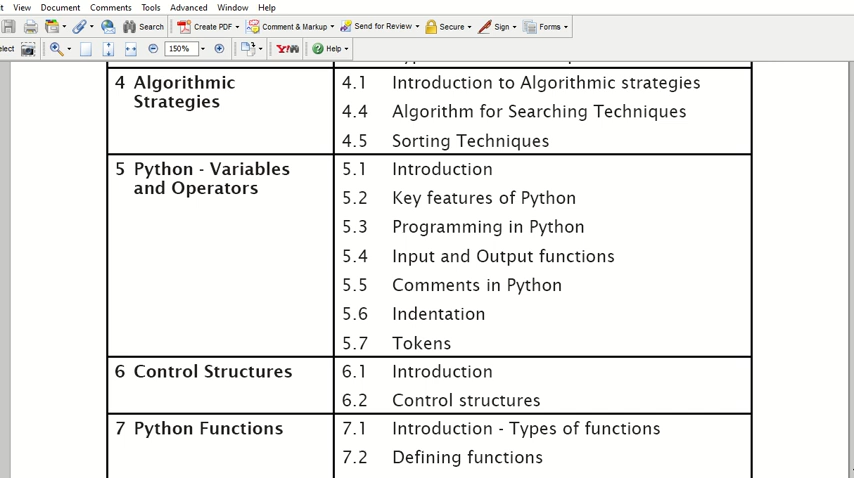 View Document Comments Tools Advanced Window Help
Search Create PDF Comment & Markup Send for Review Secure Sign Forms
elect 150% Y! Help
4 Algorithmic Strategies
4.1 Introduction to Algorithmic strategies
4.4 Algorithm for Searching Techniques
4.5 Sorting Techniques
5 Python - Variables and Operators
5.1 Introduction
5.2 Key features of Python
5.3 Programming in Python
5.4 Input and Output functions
5.5 Comments in Python
5.6 Indentation
5.7 Tokens
6 Control Structures
6.1 Introduction
6.2 Control structures
7 Python Functions
7.1 Introduction - Types of functions
7.2 Defining functions